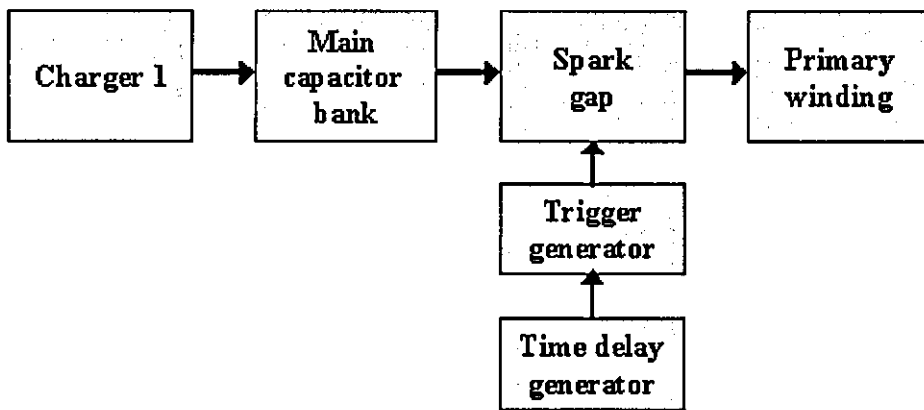 Charger 1
Main
capacitor
bank
Spark
gap
Primary
winding
Trigger
generator
Time delay
generator